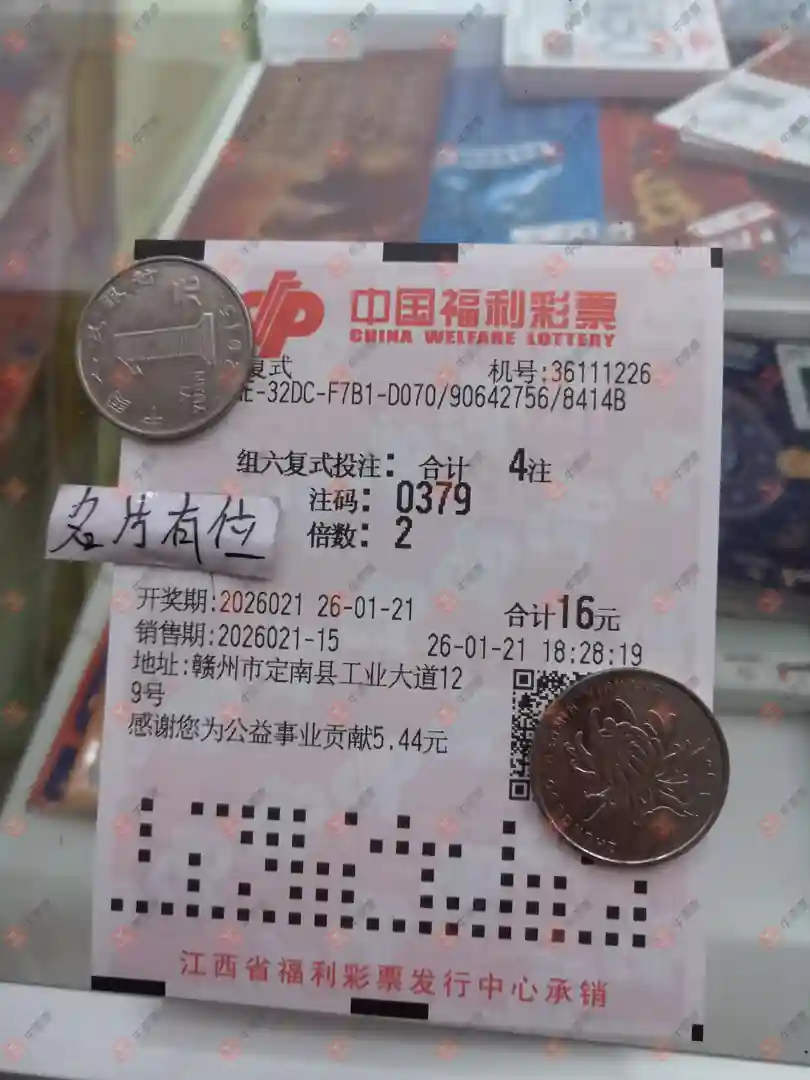 中国福利彩票
CHINA WELFARE LOTTERY
复式 机号:36111226
E-32DC-F7B1-D070/90642756/8414B
组六复式投注: 合计 4注
注码: 0379
倍数: 2
名片有位
开奖期:2026021 26-01-21 合计16元
销售期:2026021-15 26-01-21 18:28:19
地址:赣州市定南县工业大道12
9号
感谢您为公益事业贡献5.44元
江西省福利彩票发行中心承销
1
元
YI YUAN